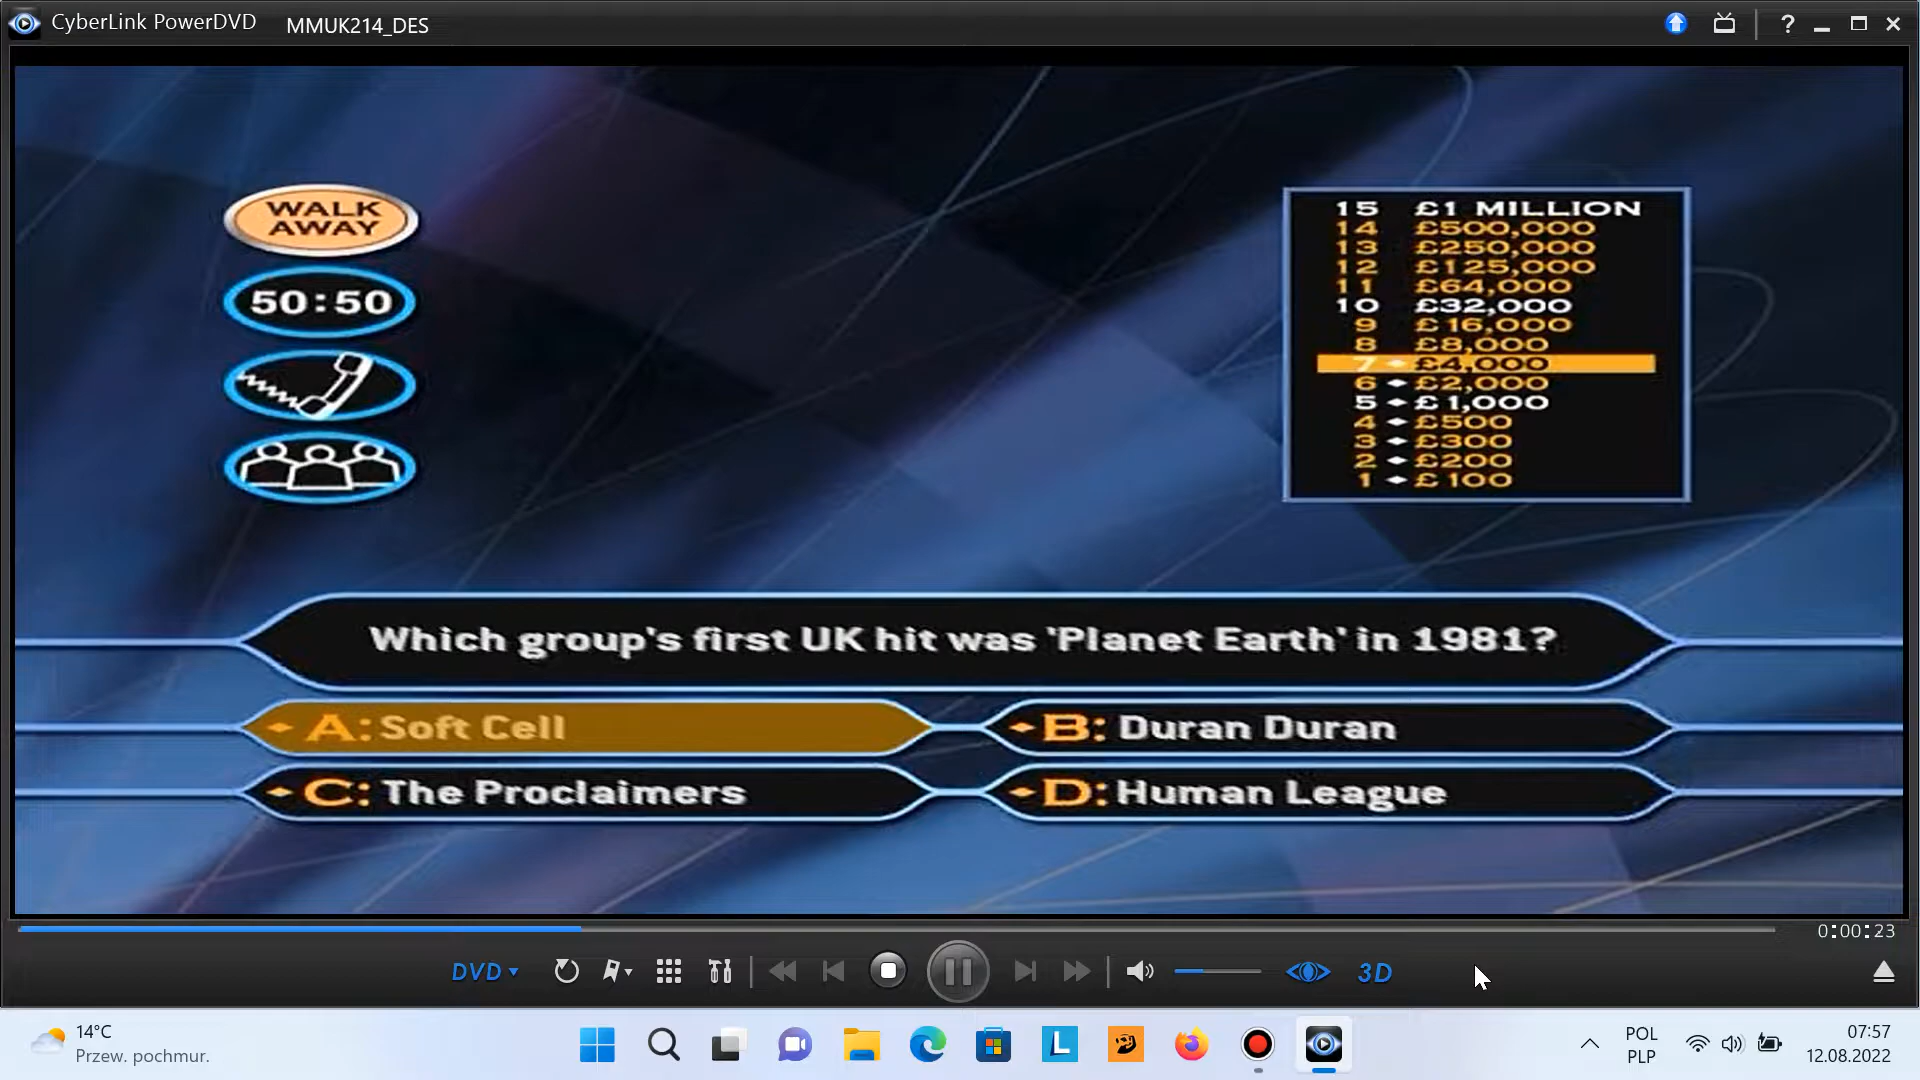 CyberLink PowerDVD MMUK214_DES
?
WALK
AWAY
50:50
15 £1 MILLION
14 £500,000
13 £250,000
12 £125,000
11 £64,000
10 £32,000
9 £16,000
8 £8,000
7 £4,000
6 £2,000
5 £1,000
4 £500
3 £300
2 £200
1 £100
Which group's first UK hit was 'Planet Earth' in 1981?
A: Soft Cell
B: Duran Duran
C: The Proclaimers
D: Human League
0:00:23
DVD
3D
14°C
Przew. pochmur.
L
POL
PLP
07:57
12.08.2022